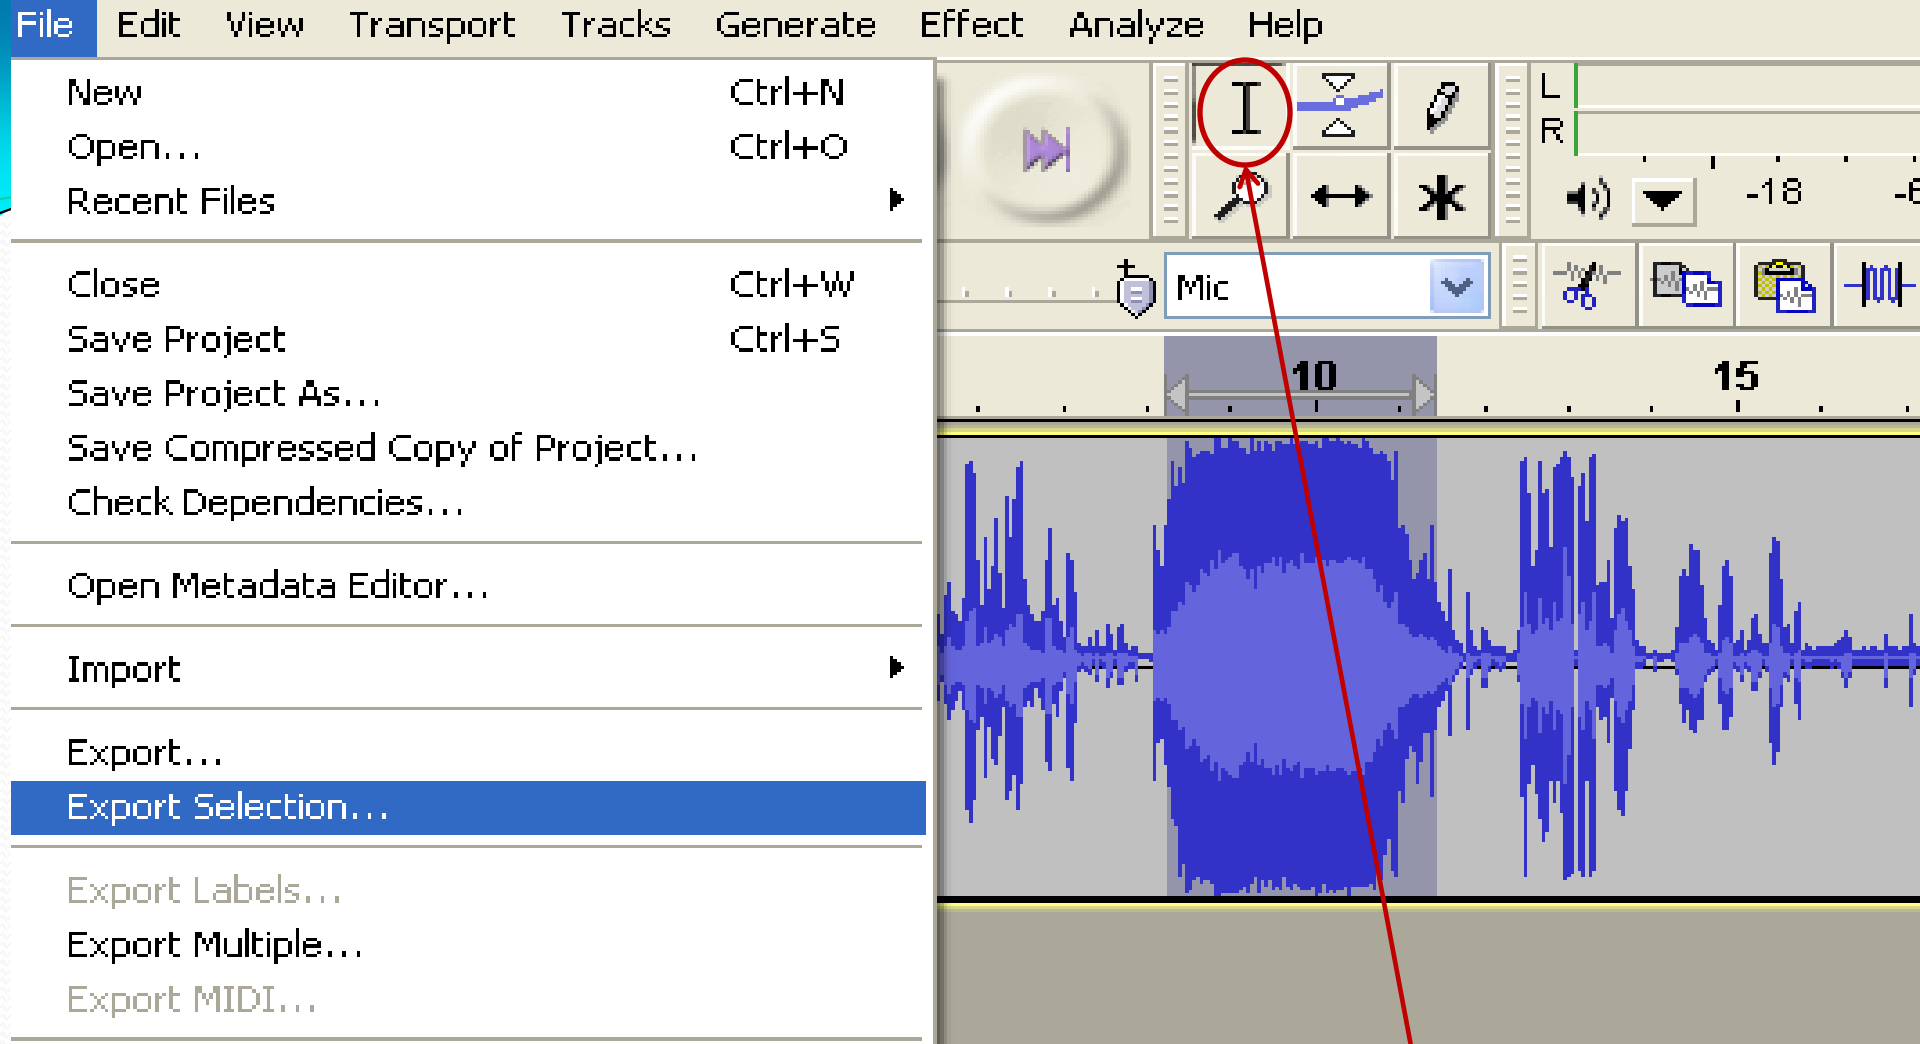 File Edit View Transport Tracks Generate Effect Analyze Help
New Ctrl+N
Open... Ctrl+O
Recent Files
Close Ctrl+W
Save Project Ctrl+S
Save Project As...
Save Compressed Copy of Project...
Check Dependencies...
Open Metadata Editor...
Import
Export...
Export Selection...
Export Labels...
Export Multiple...
Export MIDI...
L
R
-18
Mic
10 15